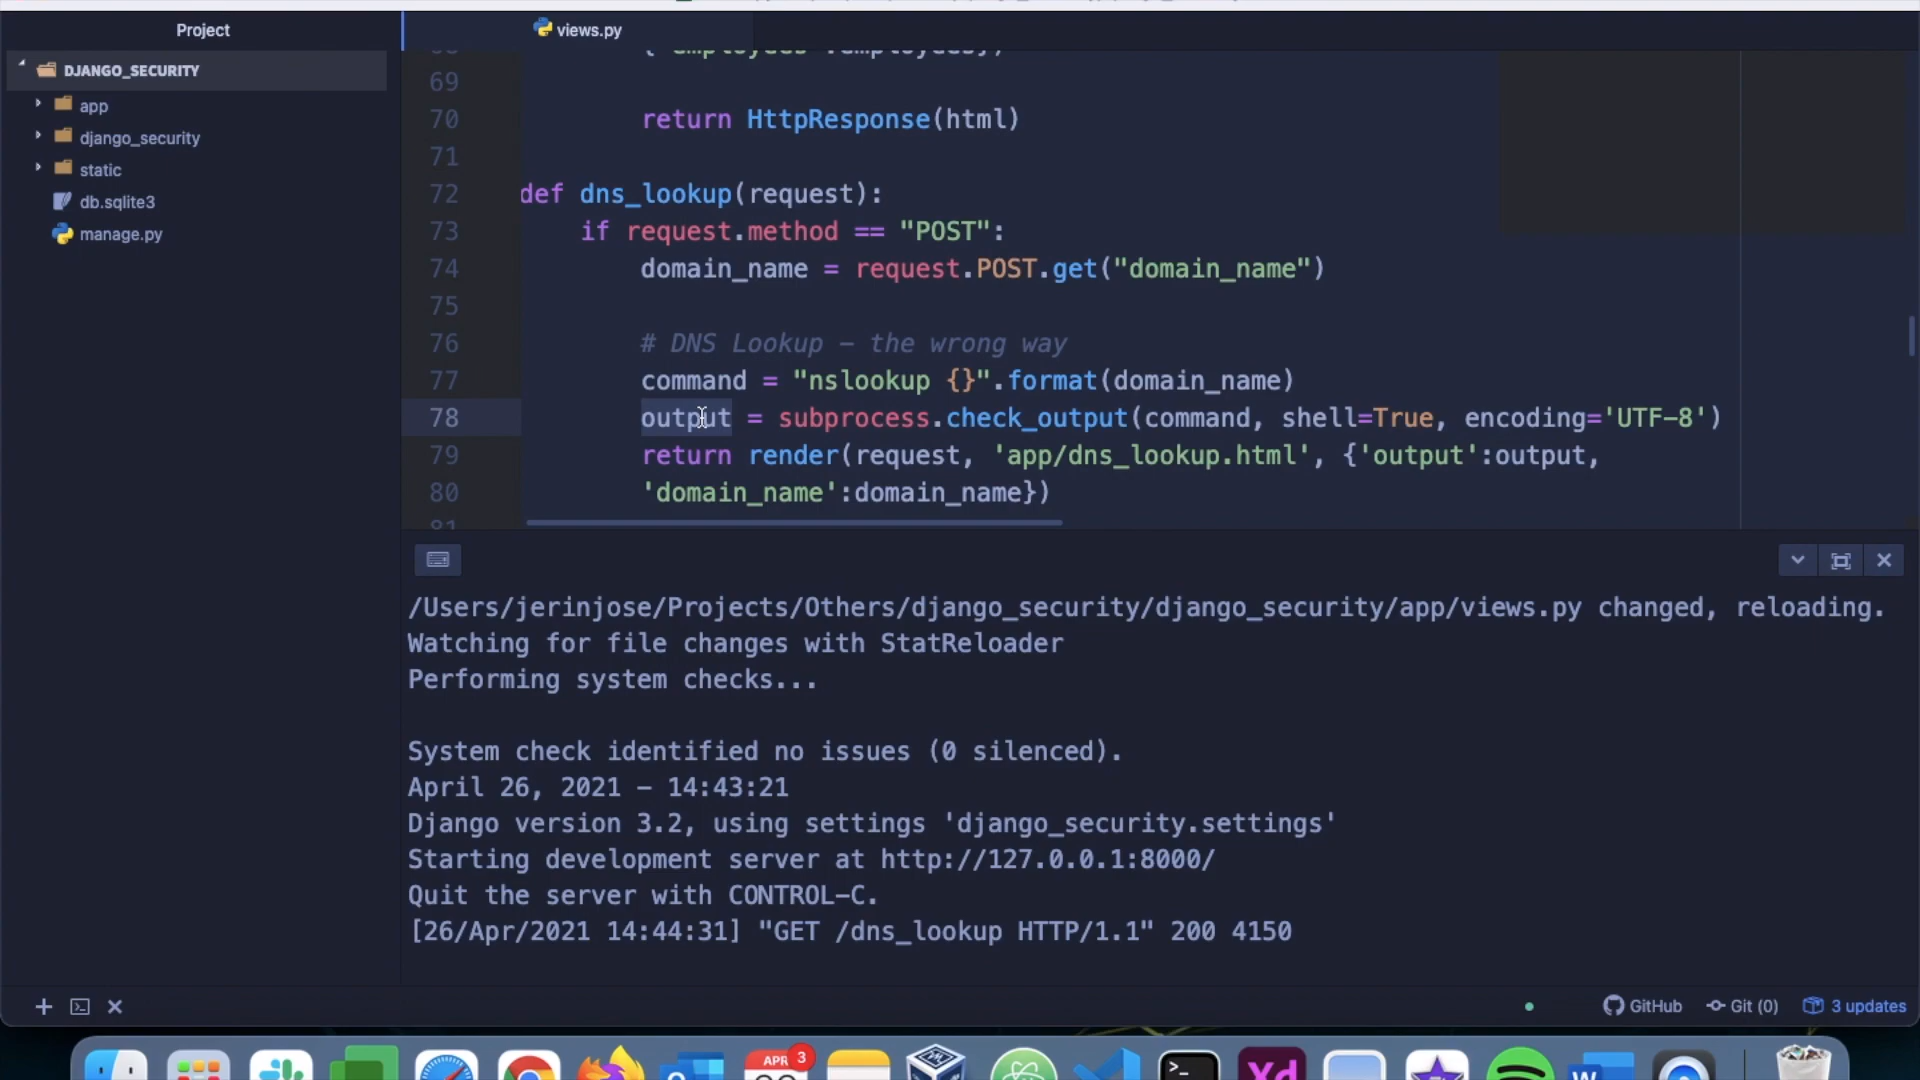 Project
views.py
DJANGO_SECURITY
app
django_security
static
db.sqlite3
manage.py
69
70 return HttpResponse(html)
71
72 def dns_lookup(request):
73 if request.method == "POST":
74 domain_name = request.POST.get("domain_name")
75
76 # DNS Lookup - the wrong way
77 command = "nslookup {}".format(domain_name)
78 output = subprocess.check_output(command, shell=True, encoding='UTF-8')
79 return render(request, 'app/dns_lookup.html', {'output':output,
80 'domain_name':domain_name})
81
/Users/jerinjose/Projects/Others/django_security/django_security/app/views.py changed, reloading.
Watching for file changes with StatReloader
Performing system checks...
System check identified no issues (0 silenced).
April 26, 2021 - 14:43:21
Django version 3.2, using settings 'django_security.settings'
Starting development server at http://127.0.0.1:8000/
Quit the server with CONTROL-C.
[26/Apr/2021 14:44:31] "GET /dns_lookup HTTP/1.1" 200 4150
GitHub
Git (0)
3 updates
APR
3
Xd
W